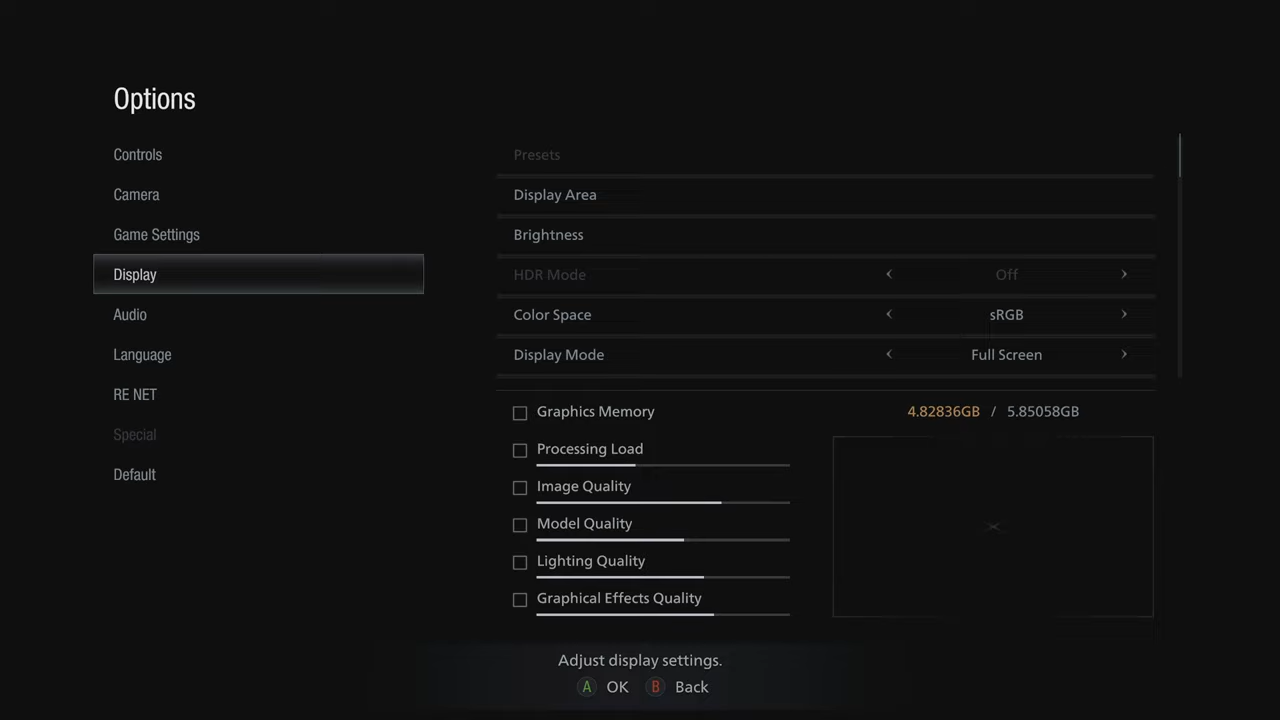 Options
Controls
Camera
Game Settings
Display
Audio
Language
RE NET
Special
Default
Presets
Display Area
Brightness
HDR Mode Off
Color Space sRGB
Display Mode Full Screen
Graphics Memory 4.82836GB / 5.85058GB
Processing Load
Image Quality
Model Quality
Lighting Quality
Graphical Effects Quality
Adjust display settings.
A OK B Back